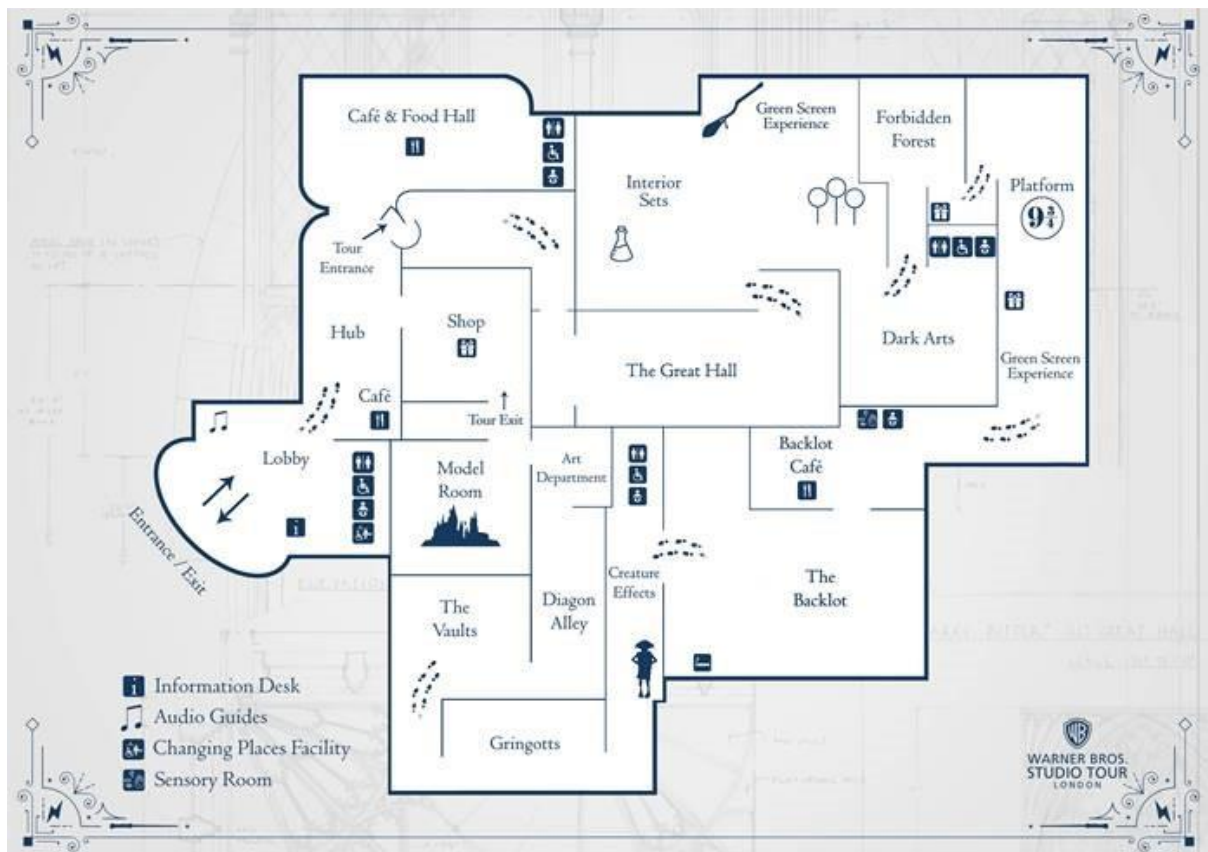 Café & Food Hall
Green Screen
Experience
Forbidden
Forest
Interior
Sets
Platform
9¾
Tour
Entrance
Hub
Shop
Dark Arts
The Great Hall
Green Screen
Experience
Café
Tour Exit
Lobby
Model
Room
Art
Department
Backlot
Café
Entrance / Exit
Creature
Effects
The
Backlot
The
Vaults
Diagon
Alley
Gringotts
i Information Desk
Audio Guides
Changing Places Facility
Sensory Room
WB
WARNER BROS.
STUDIO TOUR
LONDON